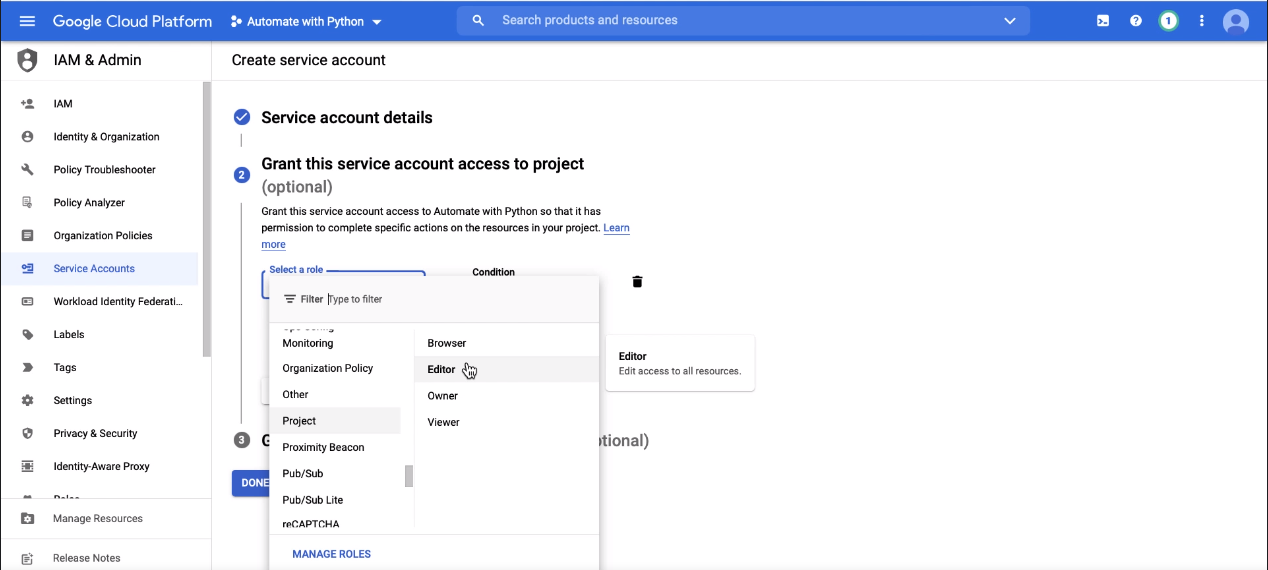 Google Cloud Platform
Automate with Python
Search products and resources
1
IAM & Admin
Create service account
IAM
Identity & Organization
Policy Troubleshooter
Policy Analyzer
Organization Policies
Service Accounts
Workload Identity Federati...
Labels
Tags
Settings
Privacy & Security
Identity-Aware Proxy
Roles
Manage Resources
Release Notes
Service account details
2
Grant this service account access to project
(optional)
Grant this service account access to Automate with Python so that it has
permission to complete specific actions on the resources in your project. Learn
more
Select a role
Condition
Filter Type to filter
Monitoring
Organization Policy
Other
Project
Proximity Beacon
Pub/Sub
Pub/Sub Lite
reCAPTCHA
Browser
Editor
Owner
Viewer
MANAGE ROLES
Editor
Edit access to all resources.
3
G
ptional)
DONE